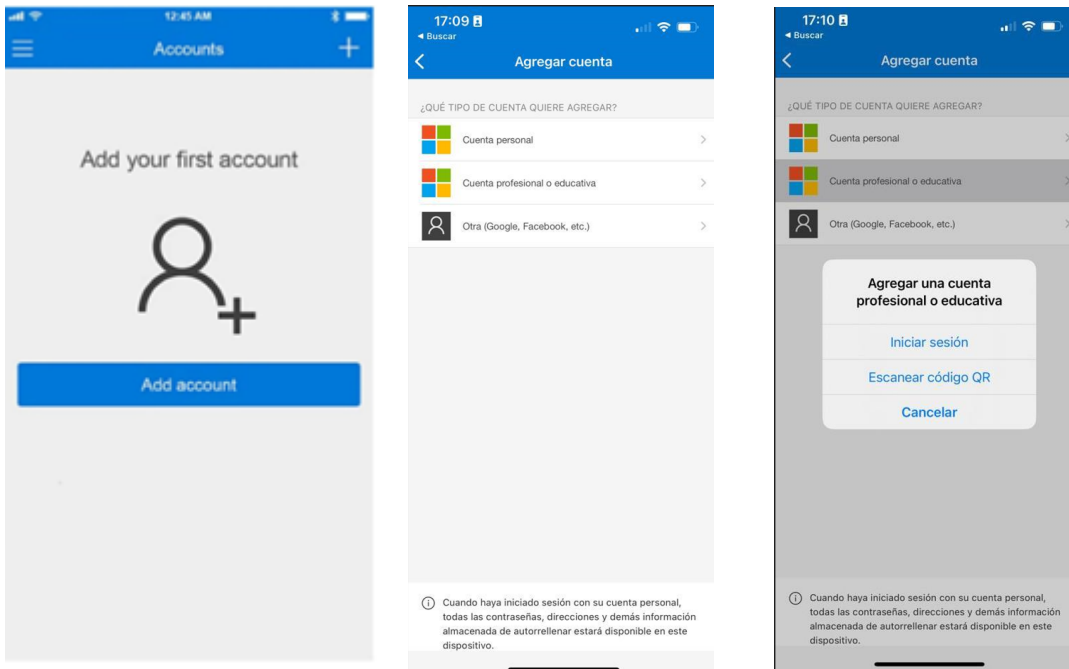 12:45 AM
Accounts
Add your first account
Add account
17:09
◄ Buscar
Agregar cuenta
¿QUÉ TIPO DE CUENTA QUIERE AGREGAR?
Cuenta personal
Cuenta profesional o educativa
Otra (Google, Facebook, etc.)
Cuando haya iniciado sesión con su cuenta personal,
todas las contraseñas, direcciones y demás información
almacenada de autorrellenar estará disponible en este
dispositivo.
17:10
◄ Buscar
Agregar cuenta
¿QUÉ TIPO DE CUENTA QUIERE AGREGAR?
Cuenta personal
Cuenta profesional o educativa
Otra (Google, Facebook, etc.)
Agregar una cuenta
profesional o educativa
Iniciar sesión
Escanear código QR
Cancelar
Cuando haya iniciado sesión con su cuenta personal,
todas las contraseñas, direcciones y demás información
almacenada de autorrellenar estará disponible en este
dispositivo.